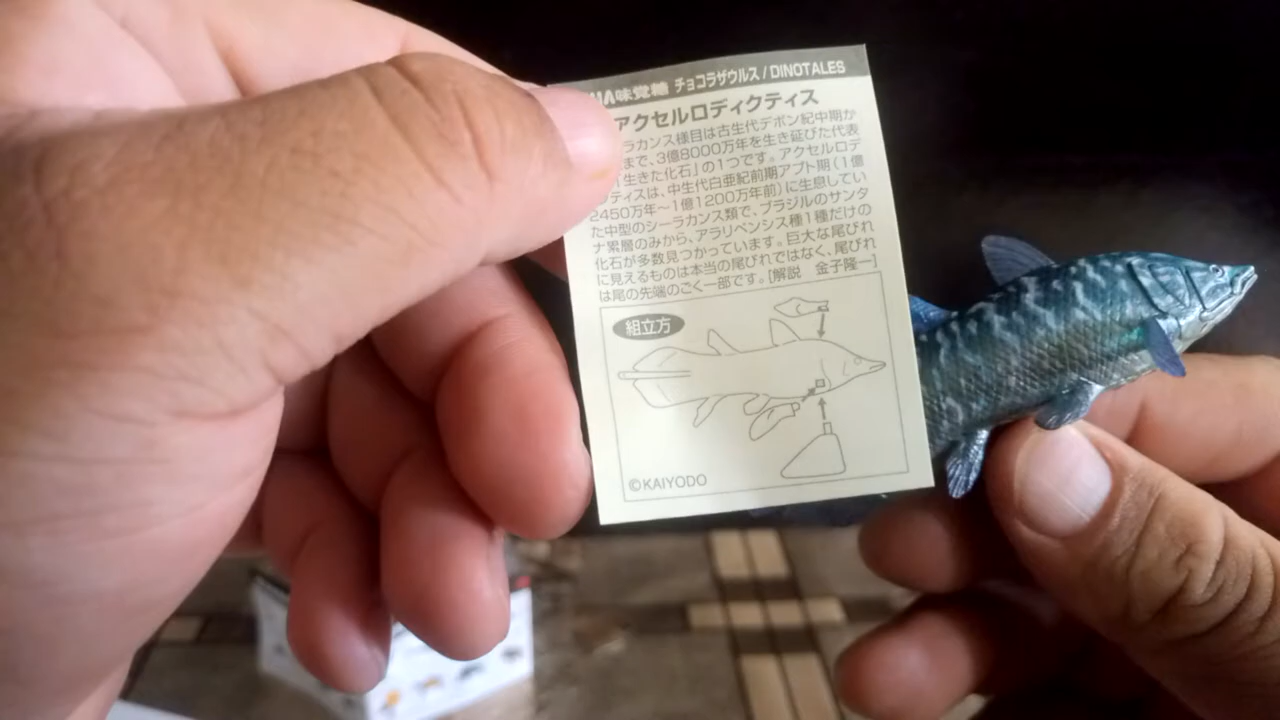 味覚糖 チョコラザウルス / DINOTALES
アクセルロディクティス
ラカンス様目は古生代デボン紀中期か
まで、3億8000万年を生き延びた代表
「生きた化石」の1つです。アクセルロデ
ティスは、中生代白亜紀前期アプト期(1億
2450万年〜1億1200万年前)に生息してい
た中型のシーラカンス類で、ブラジルのサンタ
ナ累層のみから、アラリペンシス種1種だけの
化石が多数見つかっています。巨大な尾びれ
に見えるものは本当の尾びれではなく、尾びれ
は尾の先端のごく一部です。[解説 金子隆一]
組立方
©KAIYODO